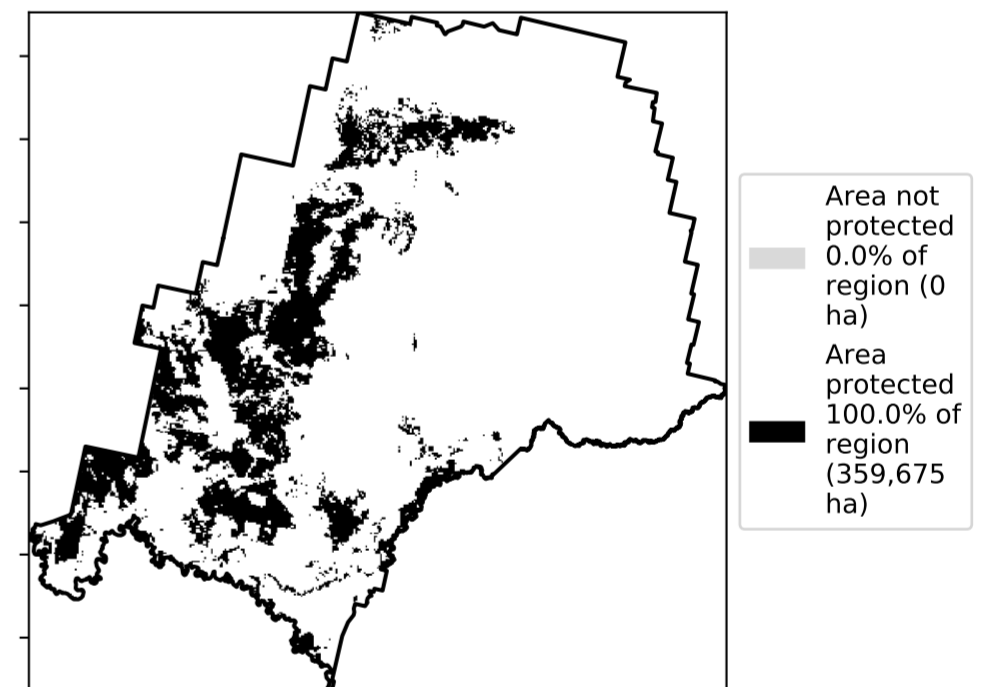 Area not
protected
0.0% of
region (0
ha)
Area
protected
100.0% of
region
(359,675
ha)